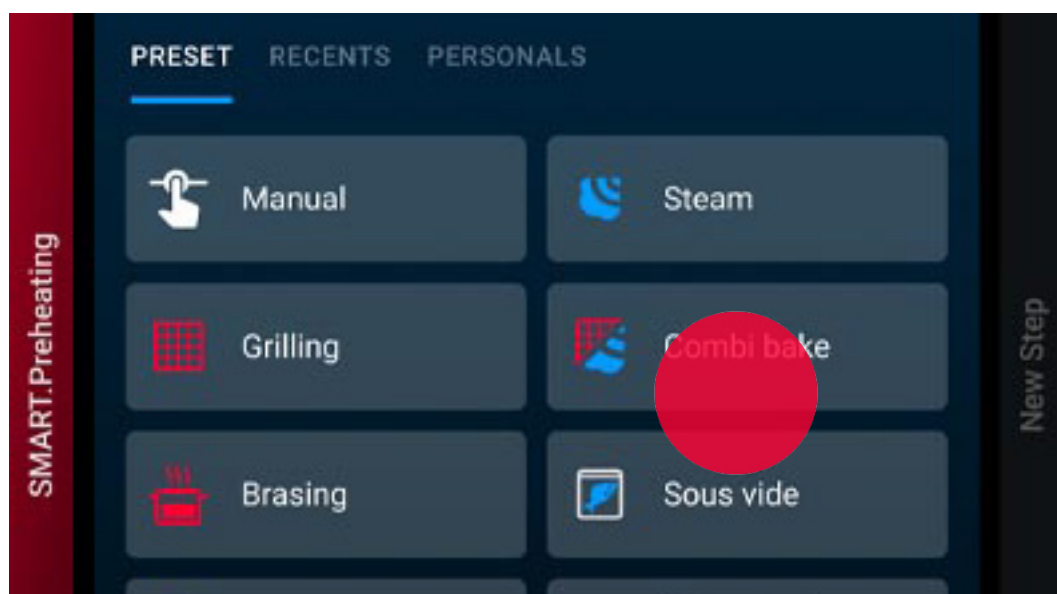 PRESET RECENTS PERSONALS
Manual
Steam
Grilling
Combi bake
Brasing
Sous vide
SMART.Preheating
New Step